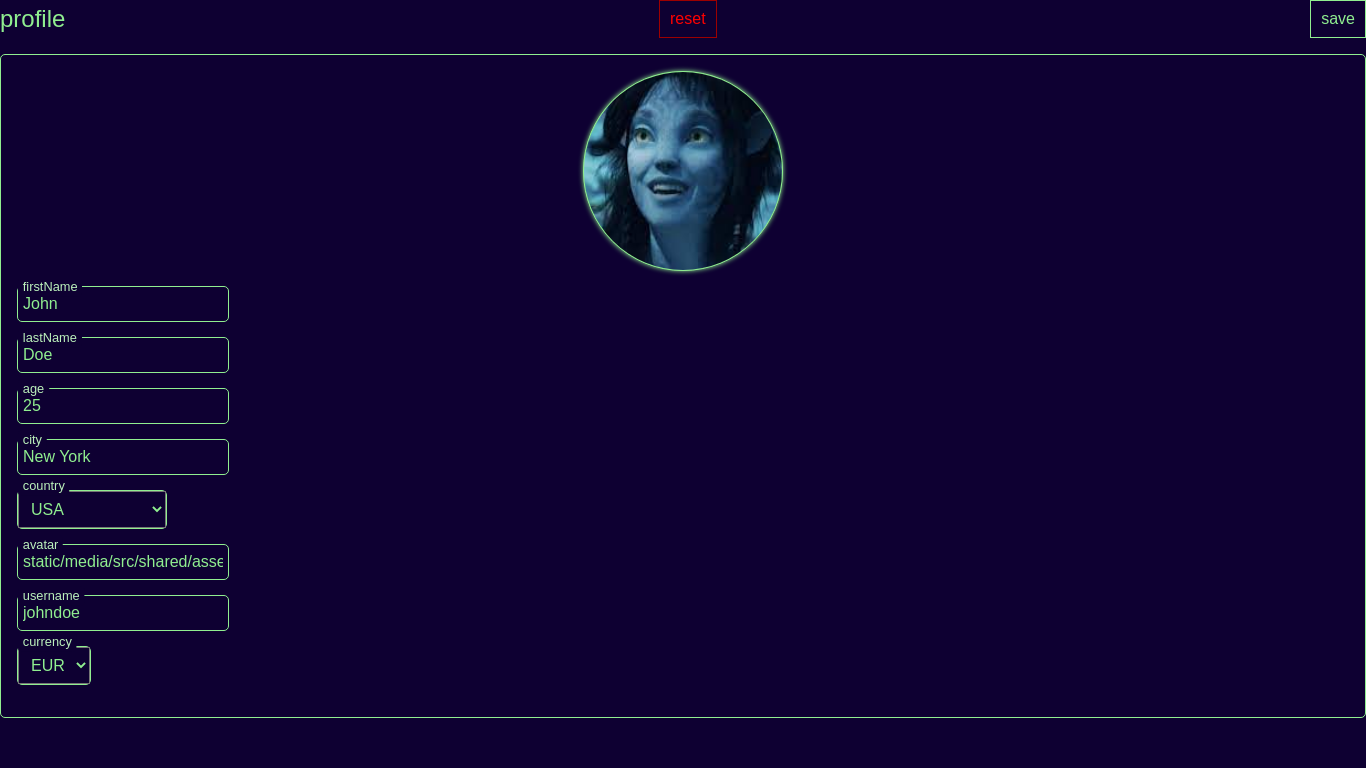 profile
reset
save
firstName
John
lastName
Doe
age
25
city
New York
country
USA
avatar
static/media/src/shared/asse
username
johndoe
currency
EUR